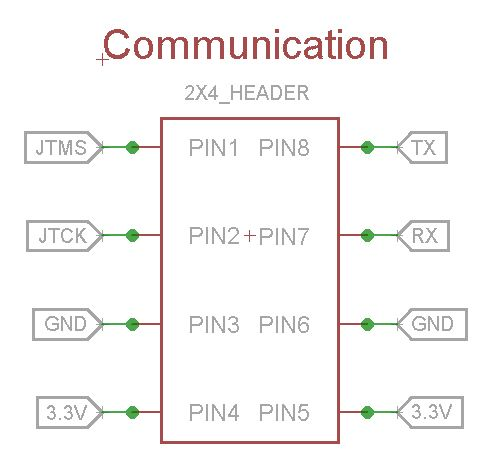 Communication
2X4_HEADER
JTMS PIN1 PIN8 TX
JTCK PIN2 PIN7 RX
GND PIN3 PIN6 GND
3.3V PIN4 PIN5 3.3V